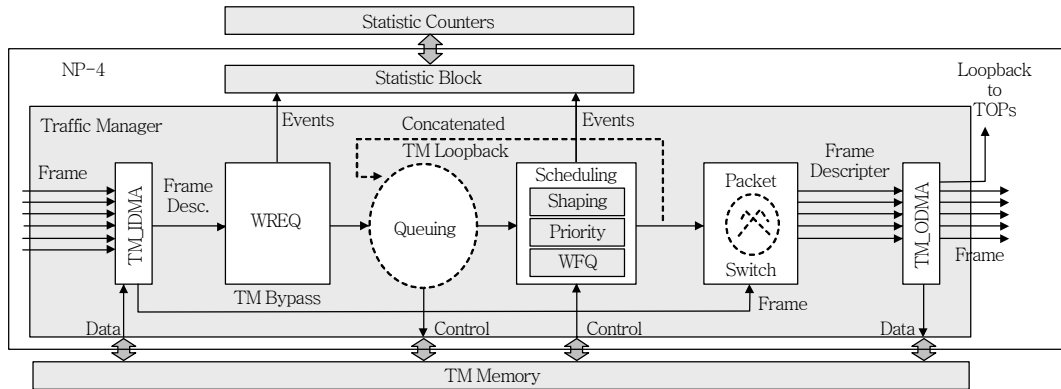 Statistic Counters
NP-4
Statistic Block
Loopback
to
TOPs
Traffic Manager
Events
Concatenated
Events
TM Loopback
Frame
TM_IDMA
Frame
Desc.
WREQ
Queuing
Scheduling
Shaping
Priority
WFQ
Packet
Switch
Frame
Descripter
TM_ODMA
Frame
TM Bypass
Frame
Data
Control
Control
Data
TM Memory